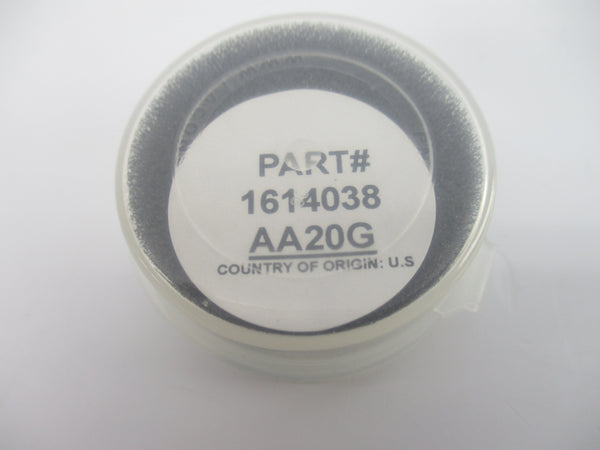 PART#
1614038
AA20G
COUNTRY OF ORIGIN: U.S